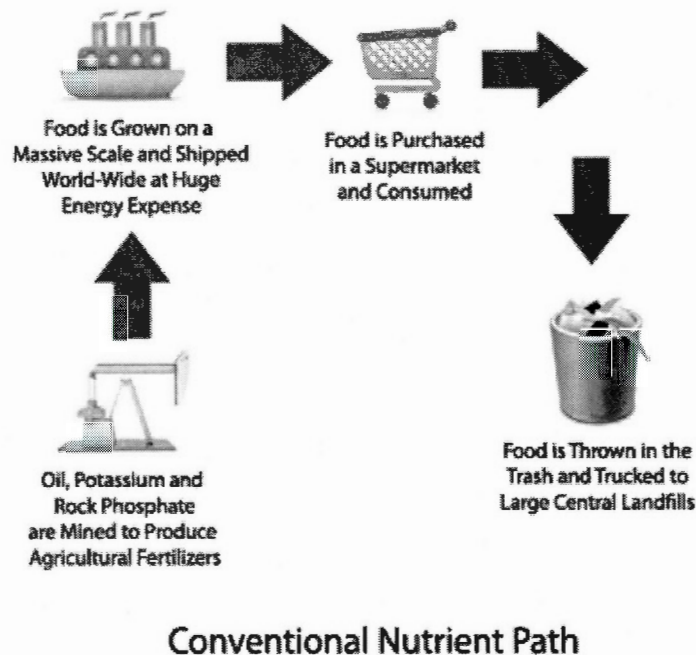 Food is Grown on a
Massive Scale and Shipped
World-Wide at Huge
Energy Expense
Food is Purchased
in a Supermarket
and Consumed
Food is Thrown in the
Trash and Trucked to
Large Central Landfills
Oil, Potassium and
Rock Phosphate
are Mined to Produce
Agricultural Fertilizers
Conventional Nutrient Path